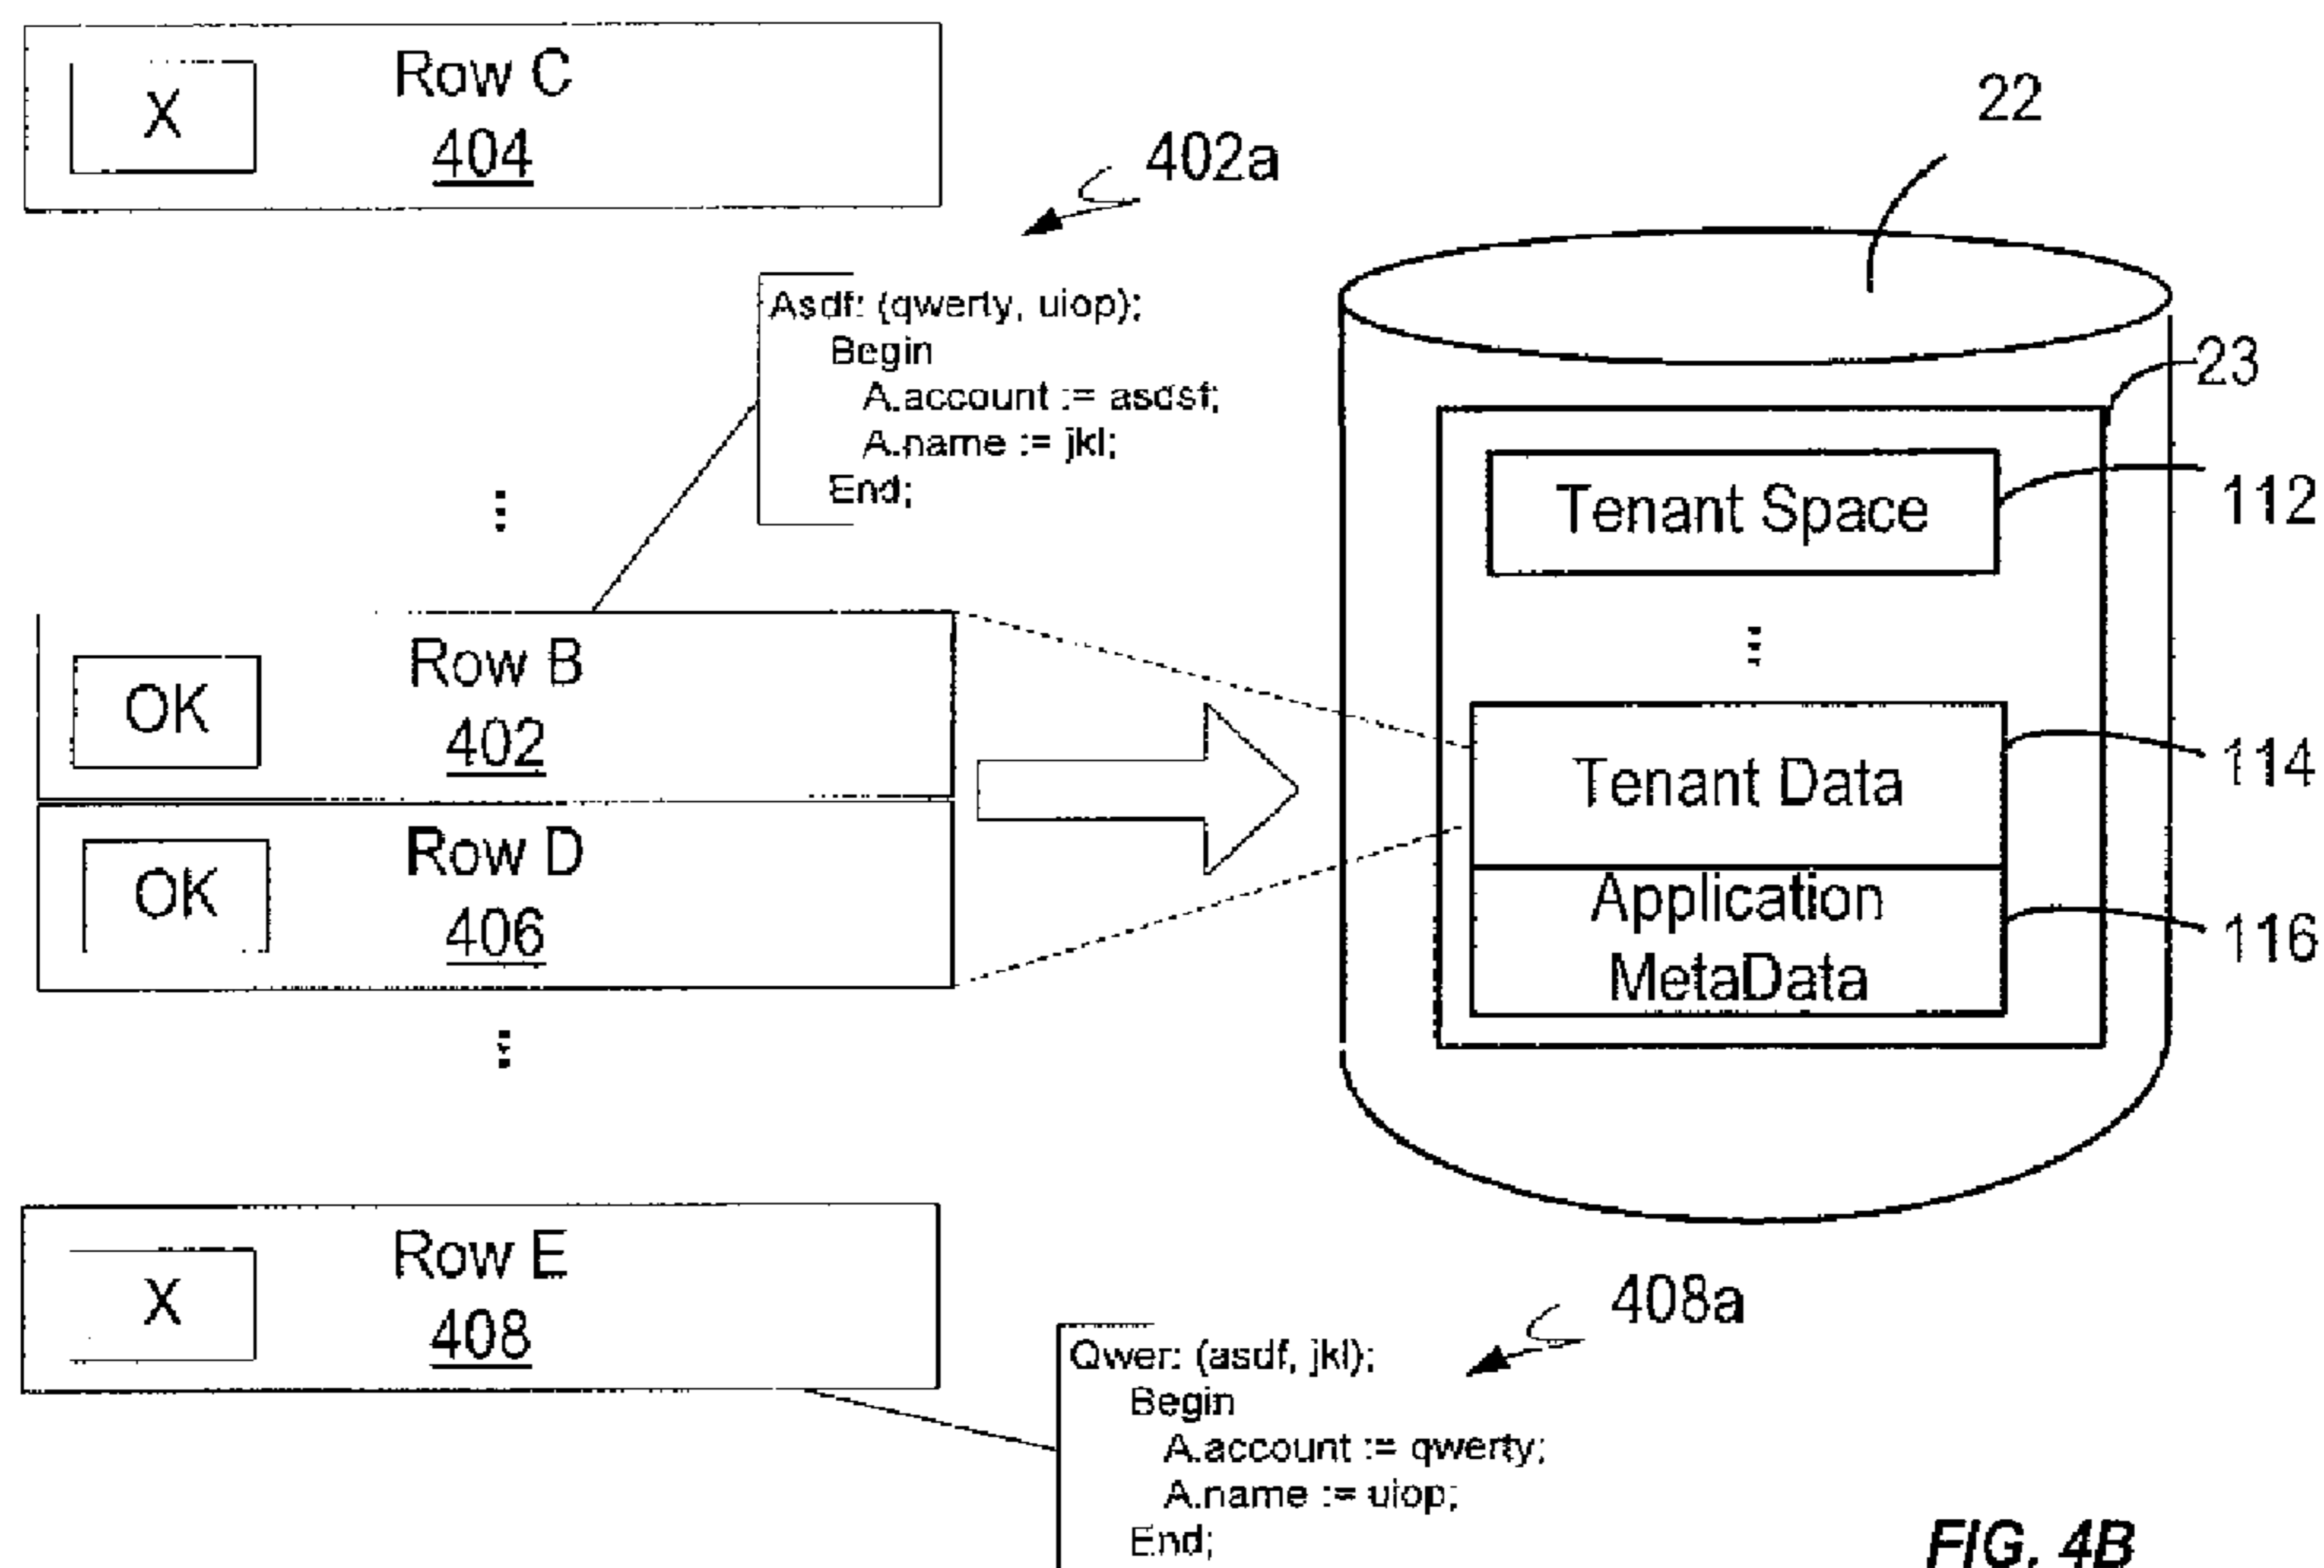 Row C
X
404
402a
22
Asdf: (qwerty, uiop);
Begin
A.account := asdsf;
A.name := jkl;
End;
23
Tenant Space
112
Row B
OK
402
Tenant Data
114
Row D
OK
406
Application
MetaData
116
Row E
X
408
408a
Qwer: (asdf, jkl);
Begin
A.account := qwerty;
A.name := uiop;
End;
FIG. 4B